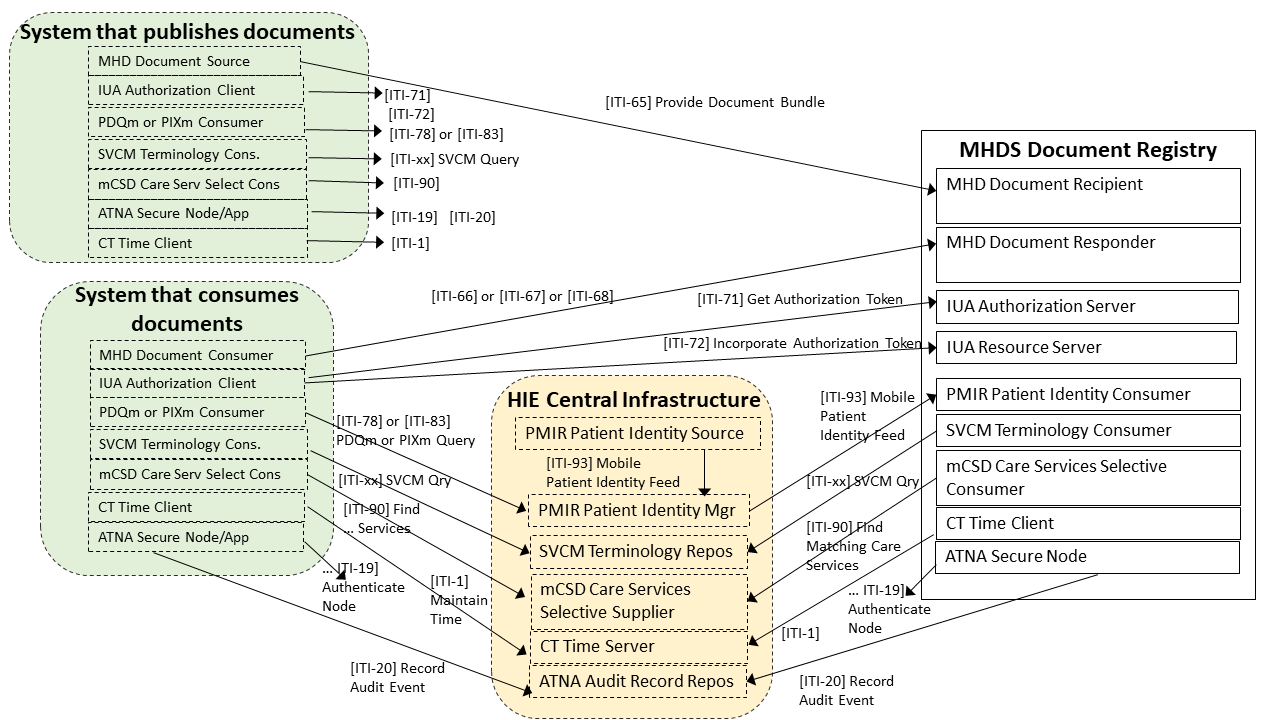 System that publishes documents
MHD Document Source
IUA Authorization Client
PDQm or PIXm Consumer
SVCM Terminology Cons.
mCSD Care Serv Select Cons
ATNA Secure Node/App
CT Time Client
[ITI-71]
[ITI-72]
[ITI-78] or [ITI-83]
[ITI-xx] SVCM Query
[ITI-90]
[ITI-19] [ITI-20]
[ITI-1]
[ITI-65] Provide Document Bundle
System that consumes
documents
MHD Document Consumer
IUA Authorization Client
PDQm or PIXm Consumer
SVCM Terminology Cons.
mCSD Care Serv Select Cons
CT Time Client
ATNA Secure Node/App
[ITI-66] or [ITI-67] or [ITI-68]
[ITI-71] Get Authorization Token
[ITI-72] Incorporate Authorization Token
[ITI-78] or [ITI-83]
PDQm or PIXm Query
[ITI-xx] SVCM Qry
[ITI-90] Find
... Services
... ITI-19]
Authenticate
Node
[ITI-1]
Maintain
Time
[ITI-20] Record
Audit Event
HIE Central Infrastructure
PMIR Patient Identity Source
[ITI-93] Mobile
Patient Identity Feed
PMIR Patient Identity Mgr
SVCM Terminology Repos
mCSD Care Services
Selective Supplier
CT Time Server
ATNA Audit Record Repos
[ITI-93] Mobile
Patient
Identity Feed
[ITI-xx] SVCM Qry
[ITI-90] Find
Matching Care
Services
... ITI-19]
Authenticate
Node
[ITI-1]
[ITI-20] Record
Audit Event
MHDS Document Registry
MHD Document Recipient
MHD Document Responder
IUA Authorization Server
IUA Resource Server
PMIR Patient Identity Consumer
SVCM Terminology Consumer
mCSD Care Services Selective
Consumer
CT Time Client
ATNA Secure Node